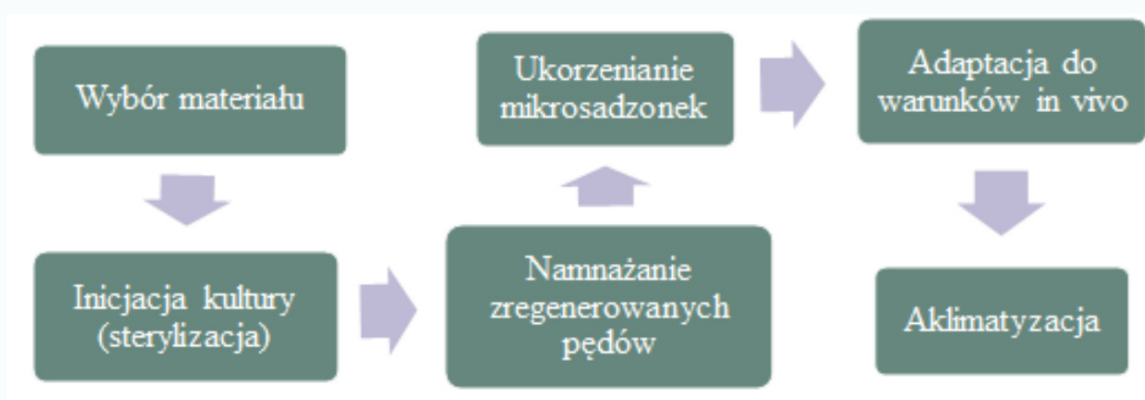 Wybór materiału
Inicjacja kultury
(sterylizacja)
Namnażanie
zregenerowanych
pędów
Ukorzenianie
mikrosadzonek
Adaptacja do
warunków in vivo
Aklimatyzacja